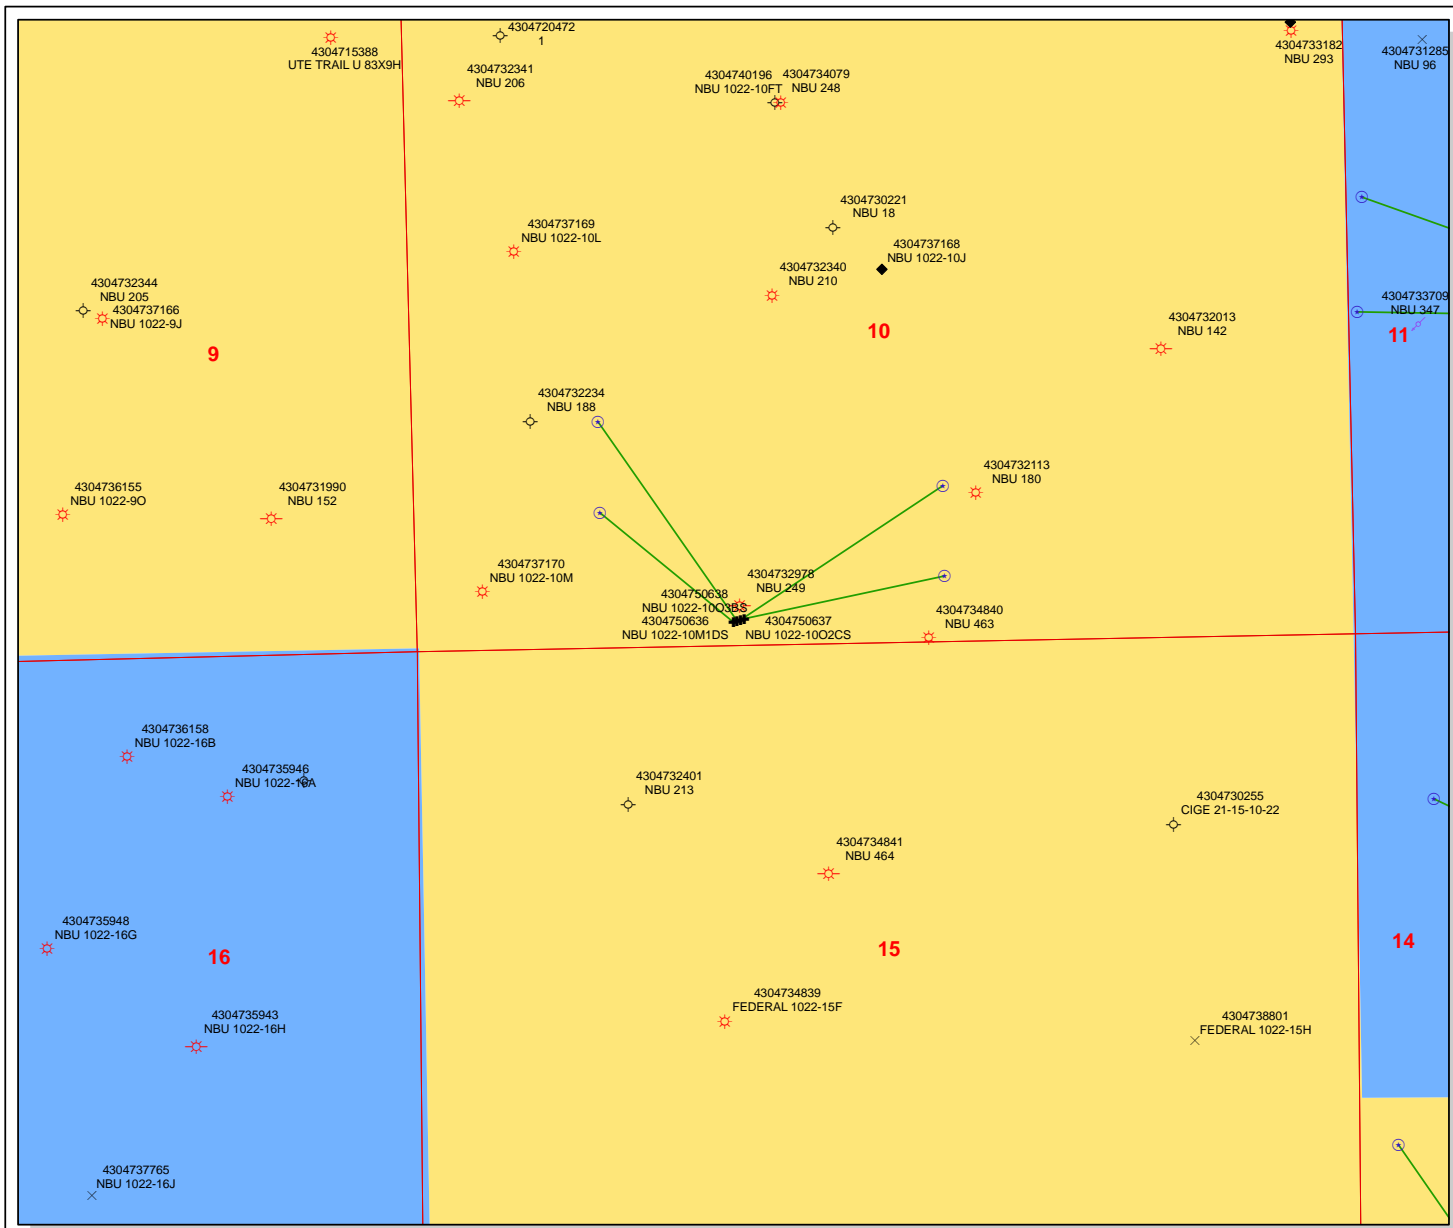 4304720472
1
4304715388
UTE TRAIL U 83X9H
4304732341
NBU 206
4304740196
NBU 1022-10FT
4304734079
NBU 248
4304733182
NBU 293
4304731285
NBU 96
4304730221
NBU 18
4304737169
NBU 1022-10L
4304737168
NBU 1022-10J
4304732340
NBU 210
4304732344
NBU 205
4304737166
NBU 1022-9J
4304733709
NBU 347
4304732013
NBU 142
9
10
11
4304732234
NBU 188
4304732113
NBU 180
4304736155
NBU 1022-9O
4304731990
NBU 152
4304737170
NBU 1022-10M
4304732978
NBU 249
4304750638
NBU 1022-10O3BS
4304750636
NBU 1022-10M1DS
4304750637
NBU 1022-10O2CS
4304734840
NBU 463
4304736158
NBU 1022-16B
4304735946
NBU 1022-16A
4304732401
NBU 213
4304730255
CIGE 21-15-10-22
4304734841
NBU 464
4304735948
NBU 1022-16G
16
15
14
4304734839
FEDERAL 1022-15F
4304735943
NBU 1022-16H
4304738801
FEDERAL 1022-15H
4304737765
NBU 1022-16J